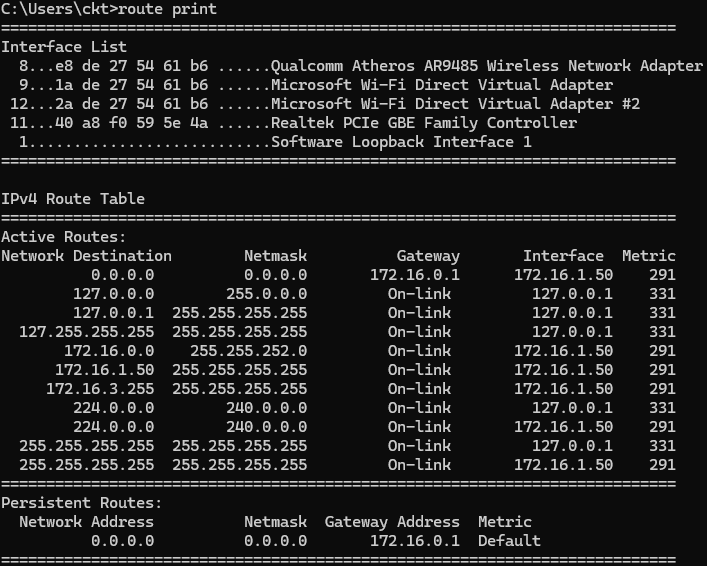 C:\Users\ckt>route print
===========================================================================
Interface List
  8...e8 de 27 54 61 b6 ......Qualcomm Atheros AR9485 Wireless Network Adapter
  9...1a de 27 54 61 b6 ......Microsoft Wi-Fi Direct Virtual Adapter
 12...2a de 27 54 61 b6 ......Microsoft Wi-Fi Direct Virtual Adapter #2
 11...40 a8 f0 59 5e 4a ......Realtek PCIe GBE Family Controller
  1...........................Software Loopback Interface 1
===========================================================================

IPv4 Route Table
===========================================================================
Active Routes:
Network Destination        Netmask          Gateway       Interface  Metric
          0.0.0.0          0.0.0.0       172.16.0.1      172.16.1.50    291
        127.0.0.0        255.0.0.0         On-link         127.0.0.1    331
        127.0.0.1  255.255.255.255         On-link         127.0.0.1    331
  127.255.255.255  255.255.255.255         On-link         127.0.0.1    331
       172.16.0.0    255.255.252.0         On-link       172.16.1.50    291
      172.16.1.50  255.255.255.255         On-link       172.16.1.50    291
     172.16.3.255  255.255.255.255         On-link       172.16.1.50    291
        224.0.0.0        240.0.0.0         On-link         127.0.0.1    331
        224.0.0.0        240.0.0.0         On-link       172.16.1.50    291
  255.255.255.255  255.255.255.255         On-link         127.0.0.1    331
  255.255.255.255  255.255.255.255         On-link       172.16.1.50    291
===========================================================================
Persistent Routes:
  Network Address          Netmask  Gateway Address  Metric
          0.0.0.0          0.0.0.0       172.16.0.1  Default
===========================================================================